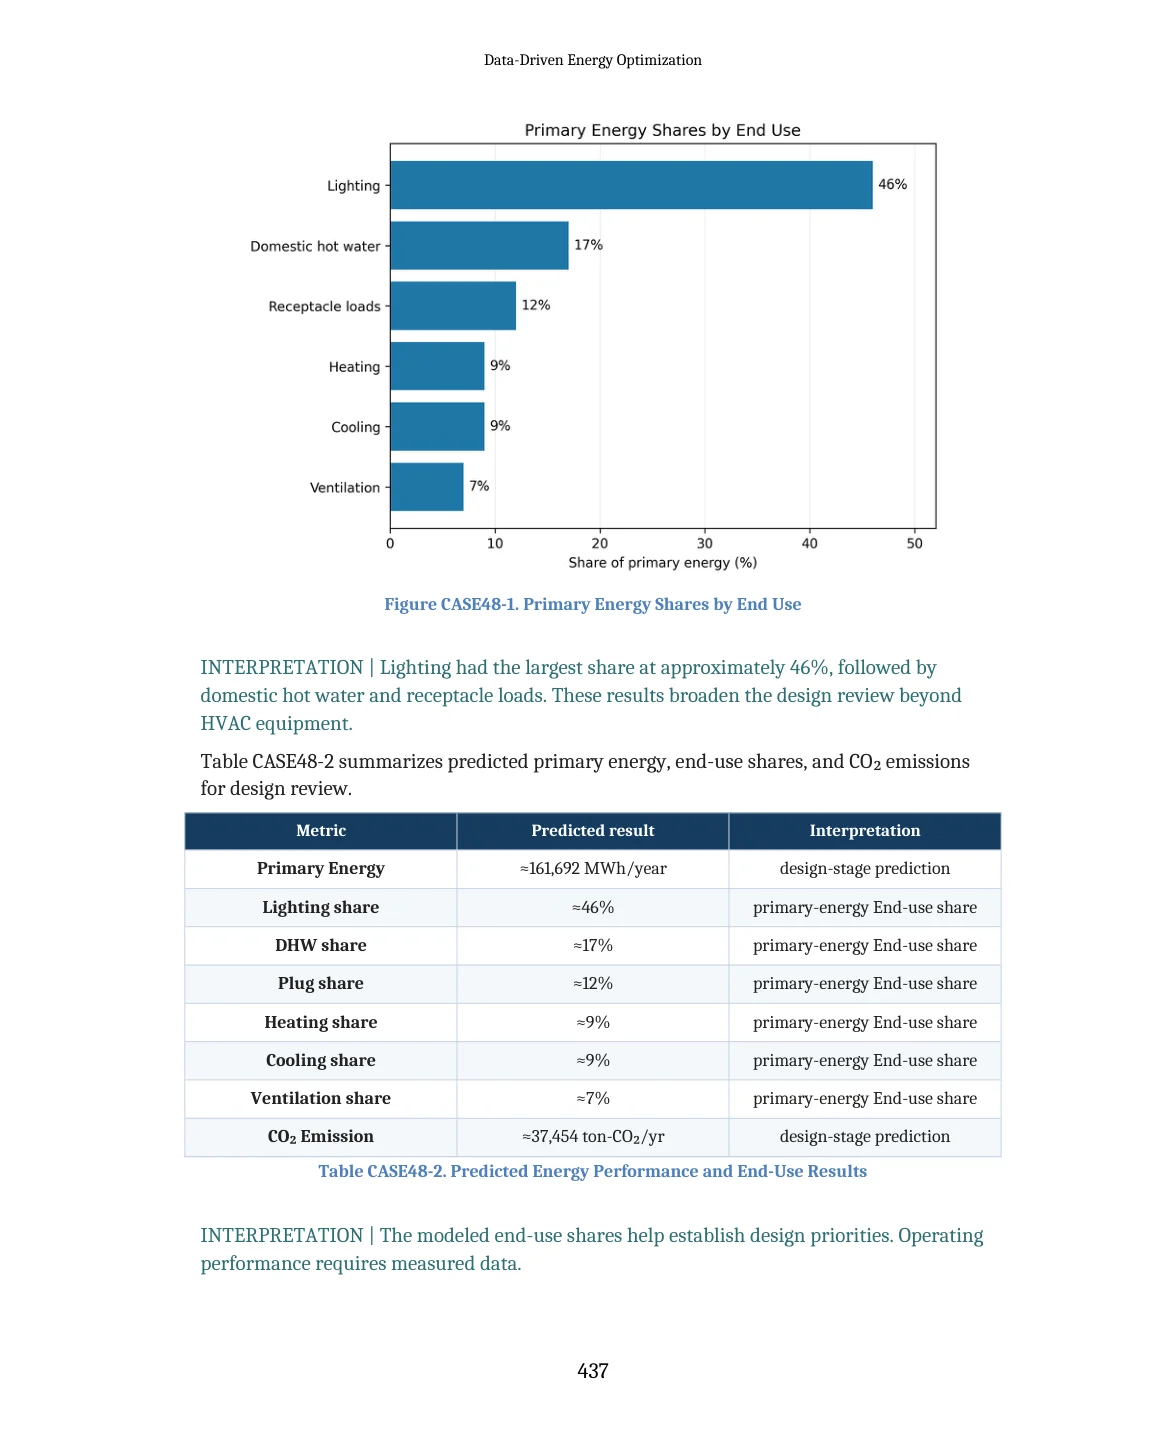 Data-Driven Energy Optimization
Primary Energy Shares by End Use
Lighting 46%
Domestic hot water 17%
Receptacle loads 12%
Heating 9%
Cooling 9%
Ventilation 7%
0 10 20 30 40 50
Share of primary energy (%)
Figure CASE48-1. Primary Energy Shares by End Use
INTERPRETATION | Lighting had the largest share at approximately 46%, followed by
domestic hot water and receptacle loads. These results broaden the design review beyond
HVAC equipment.
Table CASE48-2 summarizes predicted primary energy, end-use shares, and CO₂ emissions
for design review.
Metric Predicted result Interpretation
Primary Energy ≈161,692 MWh/year design-stage prediction
Lighting share ≈46% primary-energy End-use share
DHW share ≈17% primary-energy End-use share
Plug share ≈12% primary-energy End-use share
Heating share ≈9% primary-energy End-use share
Cooling share ≈9% primary-energy End-use share
Ventilation share ≈7% primary-energy End-use share
CO₂ Emission ≈37,454 ton-CO₂/yr design-stage prediction
Table CASE48-2. Predicted Energy Performance and End-Use Results
INTERPRETATION | The modeled end-use shares help establish design priorities. Operating
performance requires measured data.
437